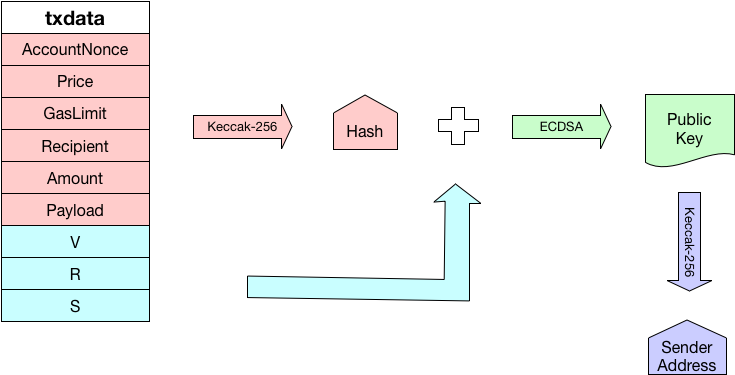 txdata
AccountNonce
Price
GasLimit
Recipient
Amount
Payload
V
R
S
Keccak-256
Hash
ECDSA
Public
Key
Keccak-256
Sender
Address